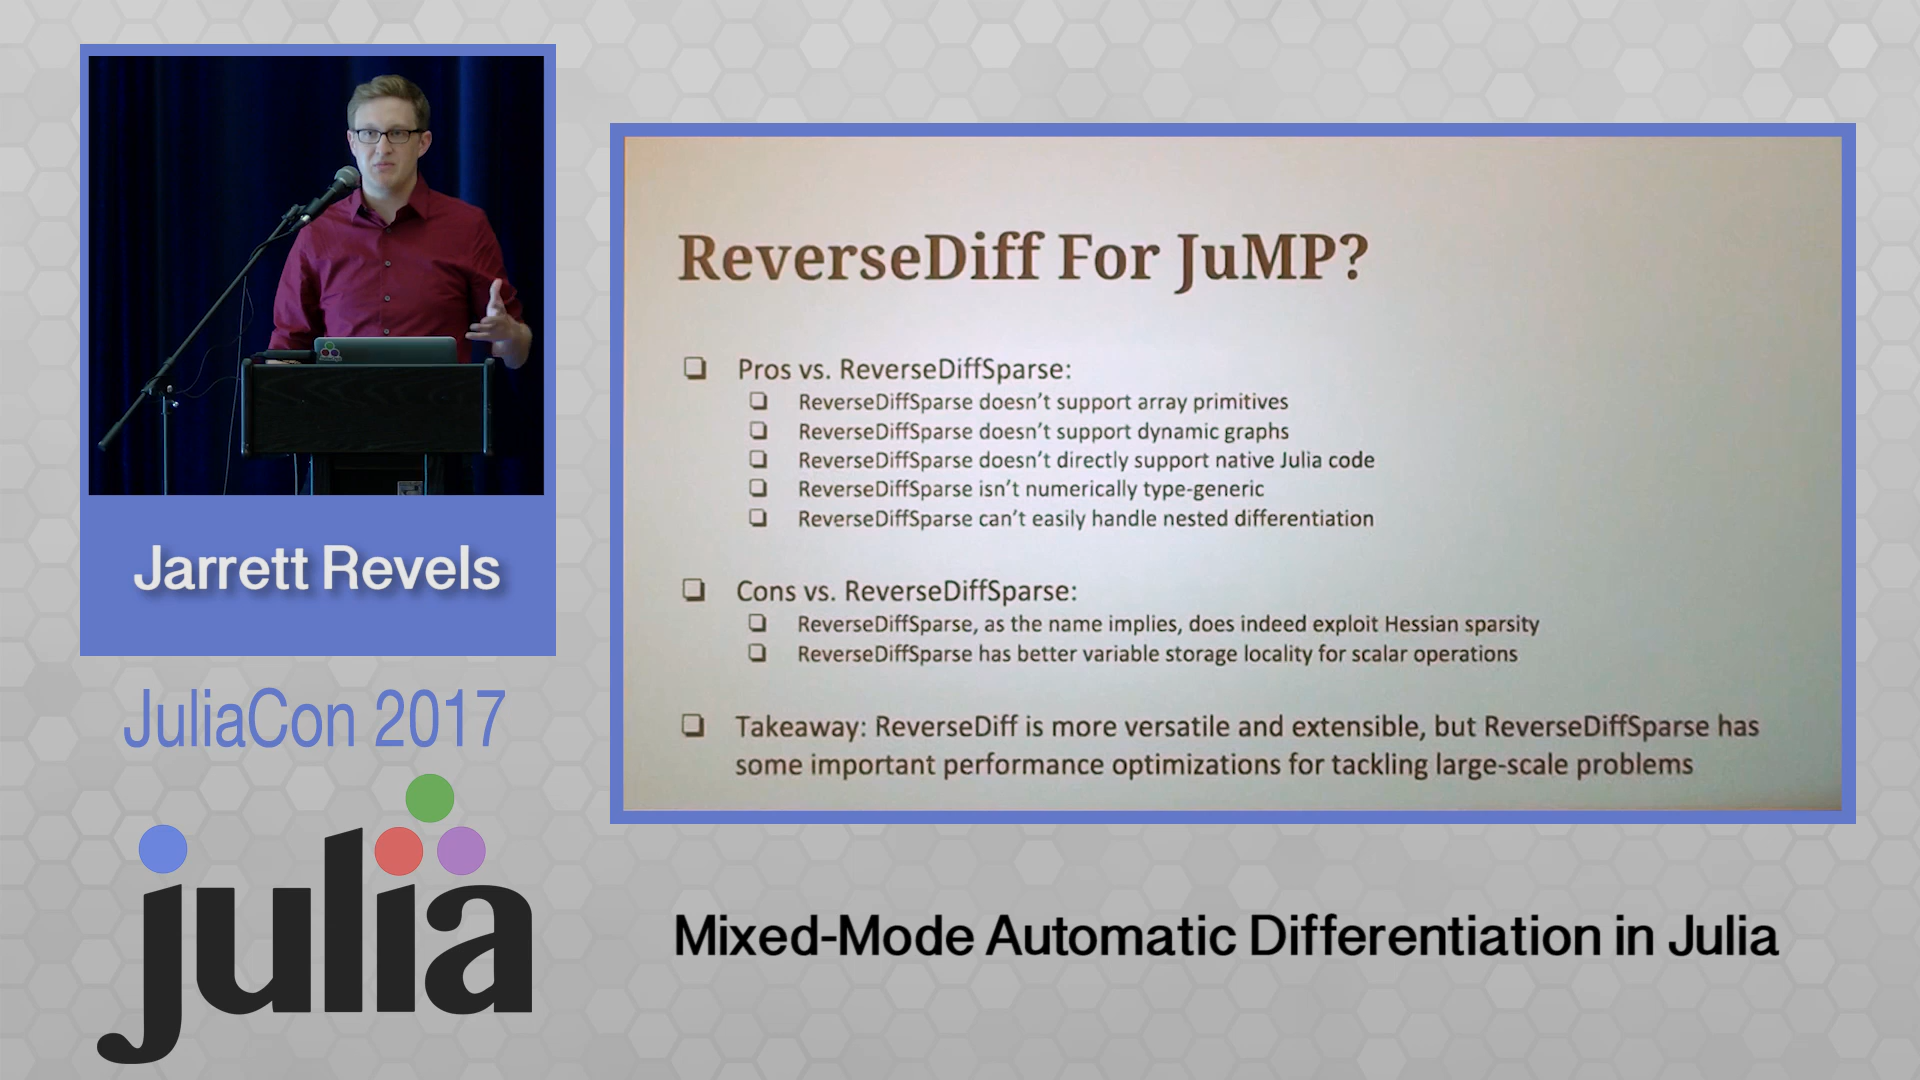 Jarrett Revels
JuliaCon 2017
julia
ReverseDiff For JuMP?
❏ Pros vs. ReverseDiffSparse:
❏ ReverseDiffSparse doesn't support array primitives
❏ ReverseDiffSparse doesn't support dynamic graphs
❏ ReverseDiffSparse doesn't directly support native Julia code
❏ ReverseDiffSparse isn't numerically type-generic
❏ ReverseDiffSparse can't easily handle nested differentiation
❏ Cons vs. ReverseDiffSparse:
❏ ReverseDiffSparse, as the name implies, does indeed exploit Hessian sparsity
❏ ReverseDiffSparse has better variable storage locality for scalar operations
❏ Takeaway: ReverseDiff is more versatile and extensible, but ReverseDiffSparse has
some important performance optimizations for tackling large-scale problems
Mixed-Mode Automatic Differentiation in Julia